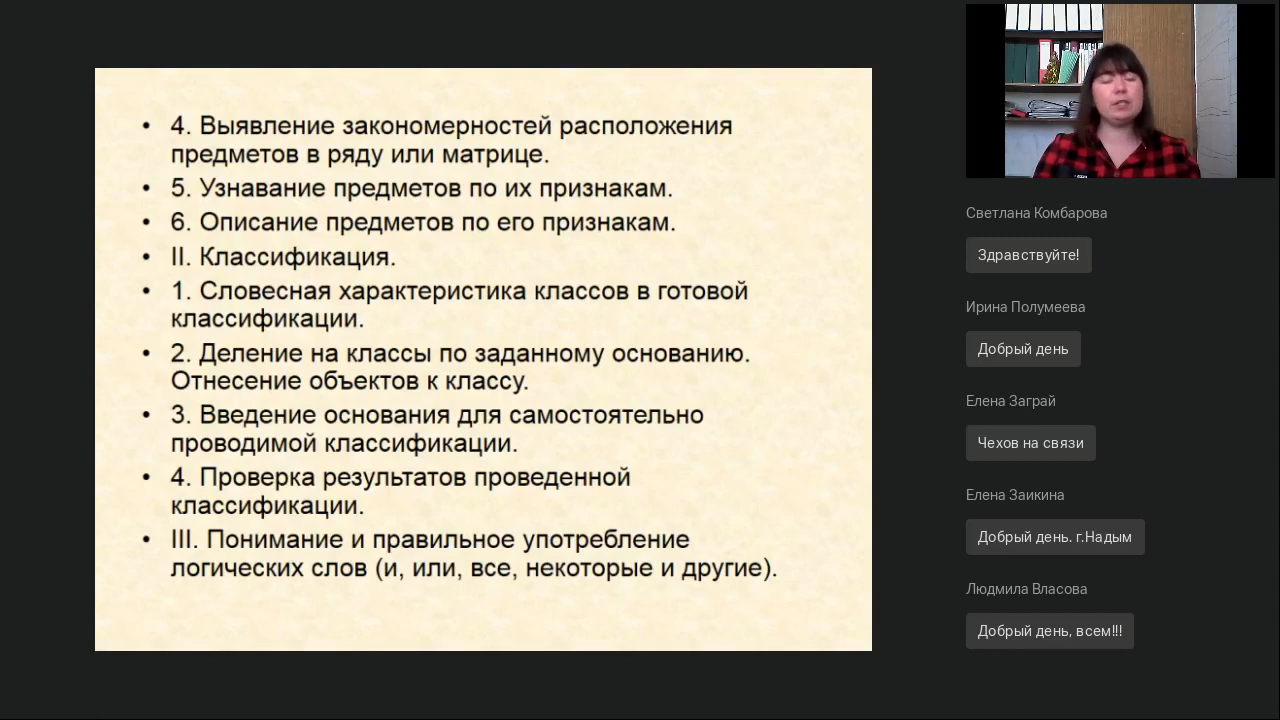 • 4. Выявление закономерностей расположения
предметов в ряду или матрице.
• 5. Узнавание предметов по их признакам.
• 6. Описание предметов по его признакам.
• II. Классификация.
• 1. Словесная характеристика классов в готовой
классификации.
• 2. Деление на классы по заданному основанию.
Отнесение объектов к классу.
• 3. Введение основания для самостоятельно
проводимой классификации.
• 4. Проверка результатов проведенной
классификации.
• III. Понимание и правильное употребление
логических слов (и, или, все, некоторые и другие).
Светлана Комбарова
Здравствуйте!
Ирина Полумеева
Добрый день
Елена Заграй
Чехов на связи
Елена Заикина
Добрый день. г.Надым
Людмила Власова
Добрый день, всем!!!